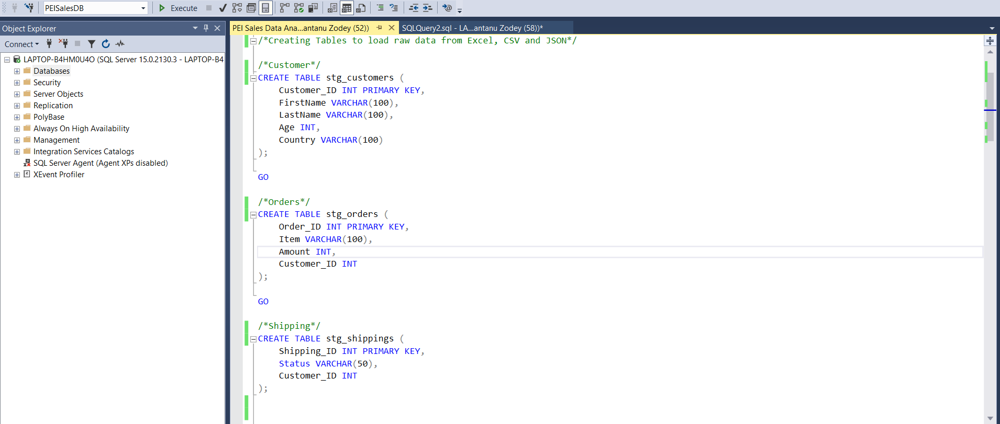 PEISalesDB
Execute
Object Explorer
Connect
LAPTOP-B4HM0U4O (SQL Server 15.0.2130.3 - LAPTOP-B4
Databases
Security
Server Objects
Replication
PolyBase
Always On High Availability
Management
Integration Services Catalogs
SQL Server Agent (Agent XPs disabled)
XEvent Profiler
PEI Sales Data Ana...antanu Zodey (52))
SQLQuery2.sql - LA...antanu Zodey (58))*
/*Creating Tables to load raw data from Excel, CSV and JSON*/
/*Customer*/
CREATE TABLE stg_customers (
Customer_ID INT PRIMARY KEY,
FirstName VARCHAR(100),
LastName VARCHAR(100),
Age INT,
Country VARCHAR(100)
);
GO
/*Orders*/
CREATE TABLE stg_orders (
Order_ID INT PRIMARY KEY,
Item VARCHAR(100),
Amount INT,
Customer_ID INT
);
GO
/*Shipping*/
CREATE TABLE stg_shippings (
Shipping_ID INT PRIMARY KEY,
Status VARCHAR(50),
Customer_ID INT
);